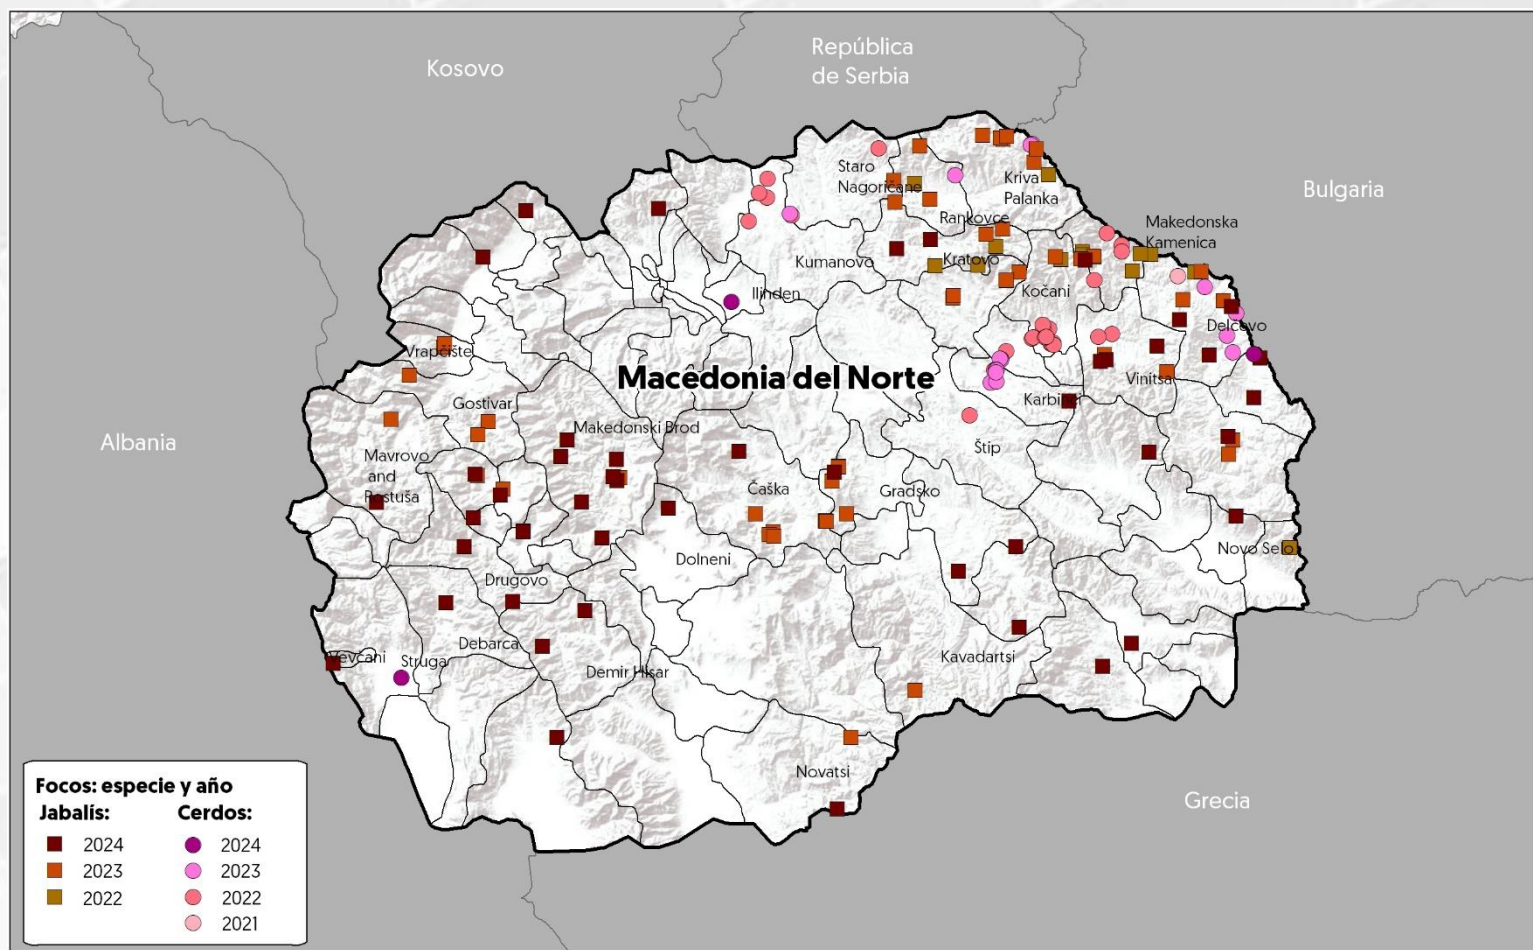 República
de Serbia
Kosovo
Bulgaria
Staro
Nagoričane
Kriva
Palanka
Rankovce
Makedonska
Kamenica
Kumanovo
Kratovo
Kočani
Ilinden
Delčevo
Vrapčište
Macedonia del Norte
Vinitsa
Gostivar
Karbinci
Makedonski Brod
Albania
Štip
Mavrovo
and
Rostuša
Čaška
Gradsko
Novo Selo
Dolneni
Drugovo
Debarca
Vevčani
Struga
Kavadartsi
Demir Hisar
Novatsi
Grecia
Focos: especie y año
Jabalís:
Cerdos:
2024
2024
2023
2023
2022
2022
2021